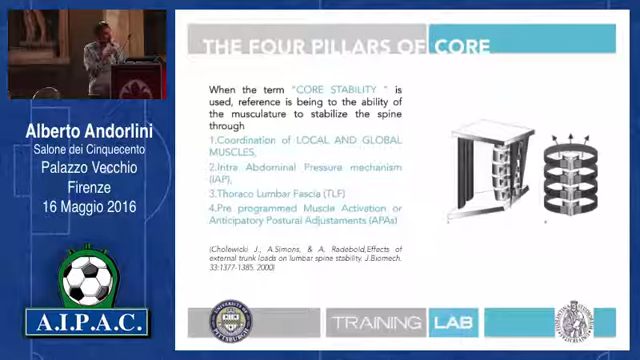 THE FOUR PILLARS OF CORE
When the term "CORE STABILITY " is
used, reference is being to the ability of
the musculature to stabilize the spine
through
1.Coordination of LOCAL AND GLOBAL
MUSCLES,
2.Intra Abdominal Pressure mechanism
(IAP),
3.Thoraco Lumbar Fascia (TLF)
4.Pre programmed Muscle Activation or
Anticipatory Postural Adjustaments (APAs)
(Cholewicki J., A.Simons, & A, Radebold,Effects of
external trunk loads on lumbar spine stability. J.Biomech.
33:1377-1385, 2000)
Alberto Andorlini
Salone dei Cinquecento
Palazzo Vecchio
Firenze
16 Maggio 2016
A.I.P.A.C.
UNIVERSITY OF
PITTSBURGH
TRAINING LAB